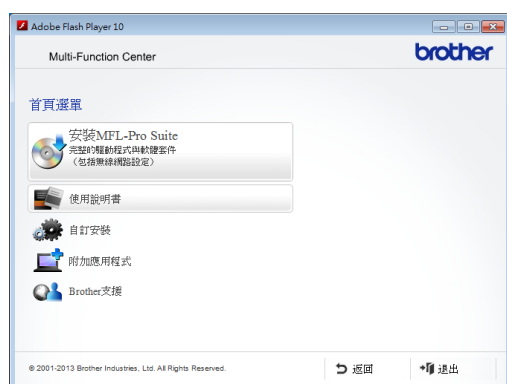 Adobe Flash Player 10
Multi-Function Center
brother
首頁選單
安裝MFL-Pro Suite
完整的驅動程式與軟體套件
（包括無線網路設定）
使用說明書
自訂安裝
附加應用程式
Brother支援
© 2001-2013 Brother Industries, Ltd. All Rights Reserved.
返回
退出